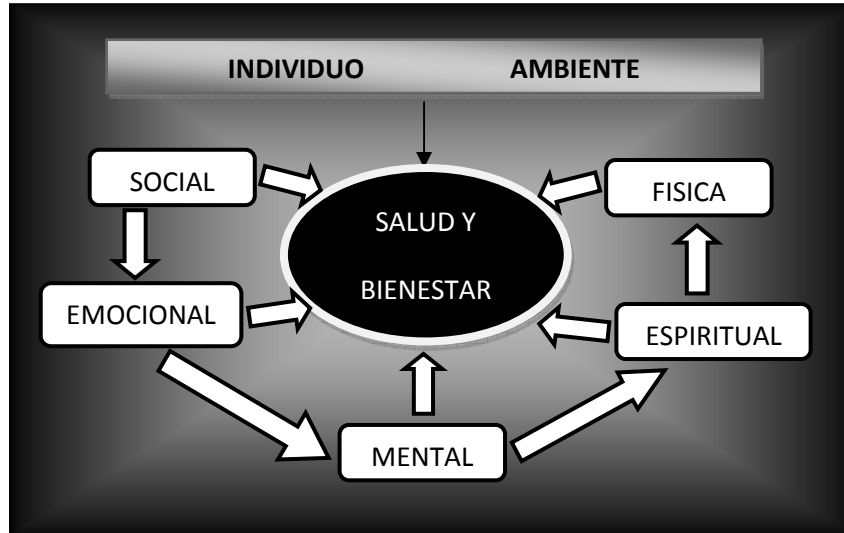 INDIVIDUO AMBIENTE
SOCIAL
FISICA
SALUD Y
BIENESTAR
EMOCIONAL
ESPIRITUAL
MENTAL